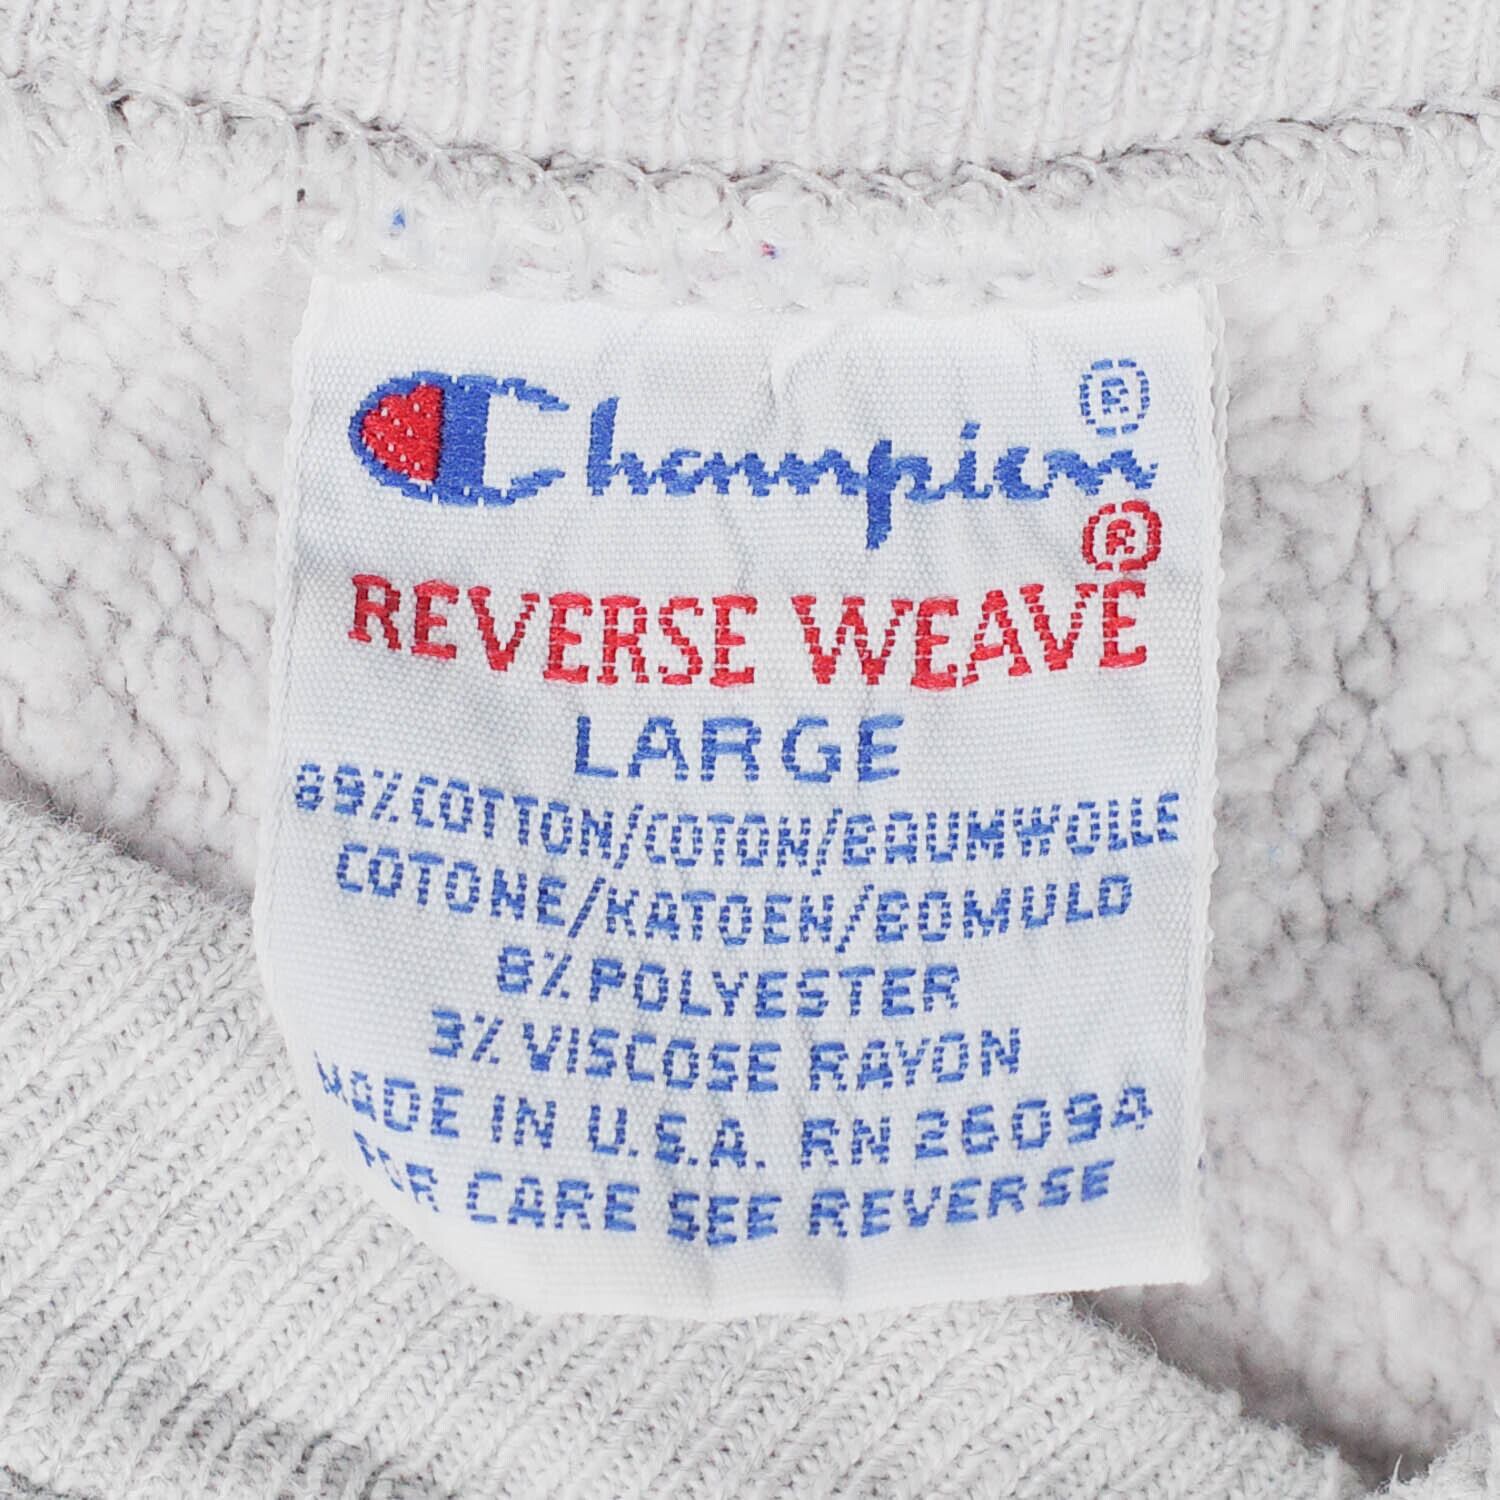 Champion®
REVERSE WEAVE®
LARGE
89% COTTON/COTON/BAUMWOLLE
COTONE/KATOEN/BOMULD
8% POLYESTER
3% VISCOSE RAYON
MADE IN U.S.A. RN 26094
FOR CARE SEE REVERSE